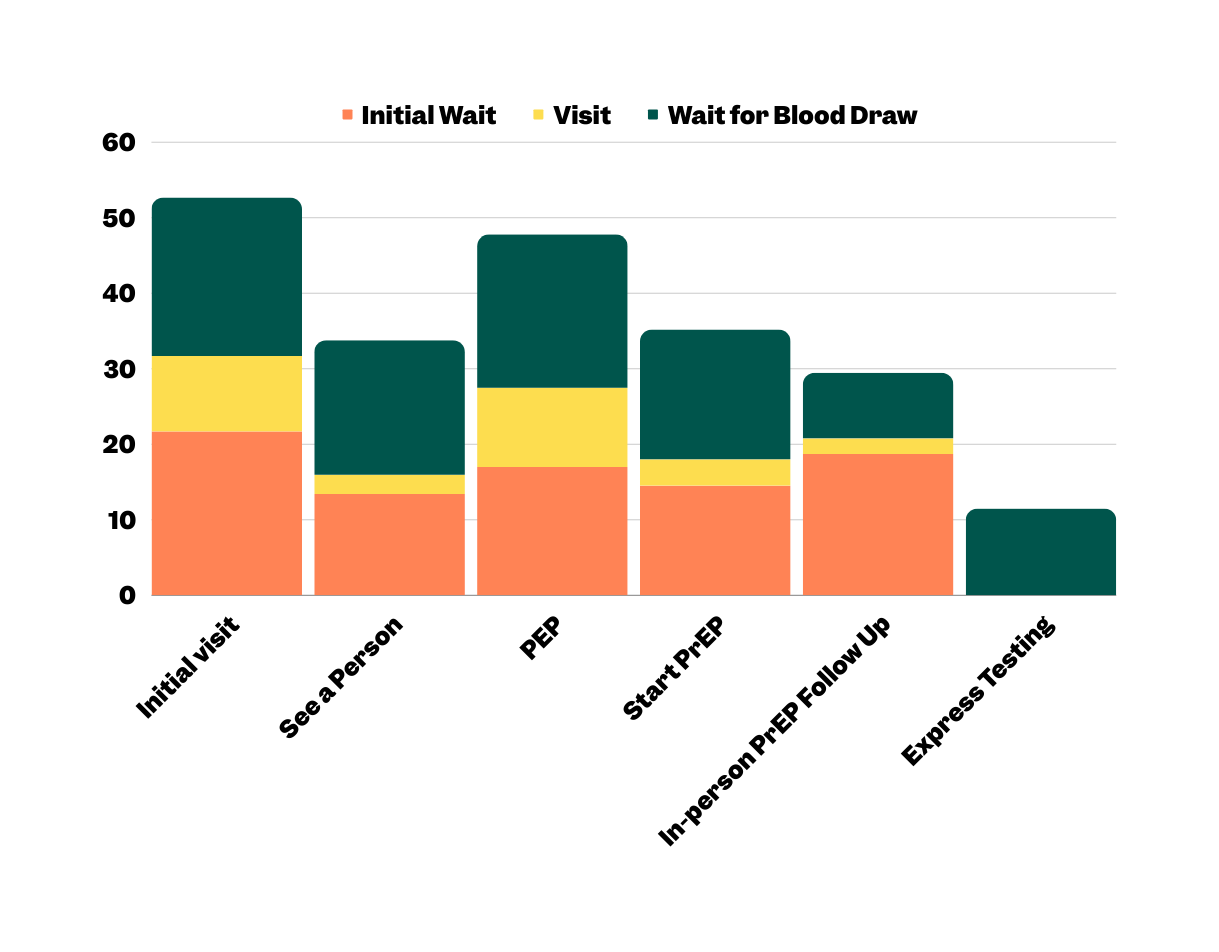 Initial Wait Visit Wait for Blood Draw
60
50
40
30
20
10
0
Initial visit
See a Person
PEP
Start PrEP
In-person PrEP Follow Up
Express Testing